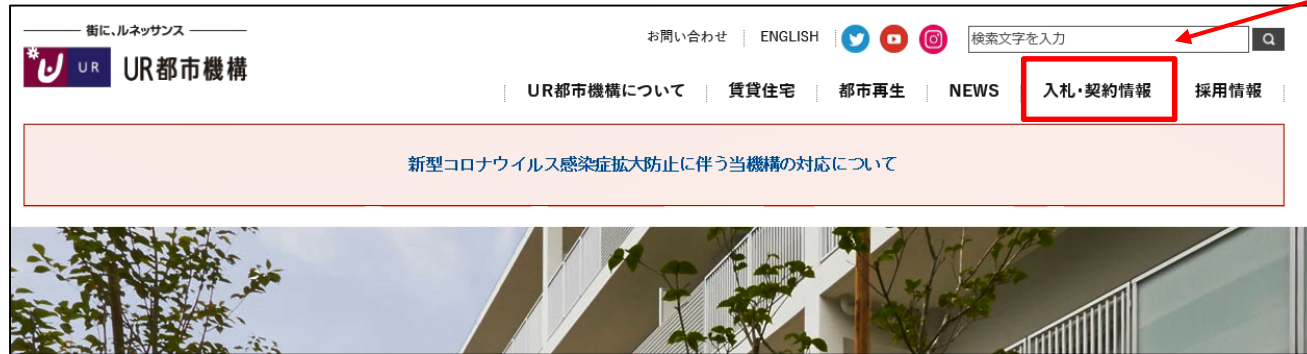 街に、ルネッサンス
UR UR都市機構
お問い合わせ ENGLISH 検索文字を入力
UR都市機構について 賃貸住宅 都市再生 NEWS 入札・契約情報 採用情報
新型コロナウイルス感染症拡大防止に伴う当機構の対応について